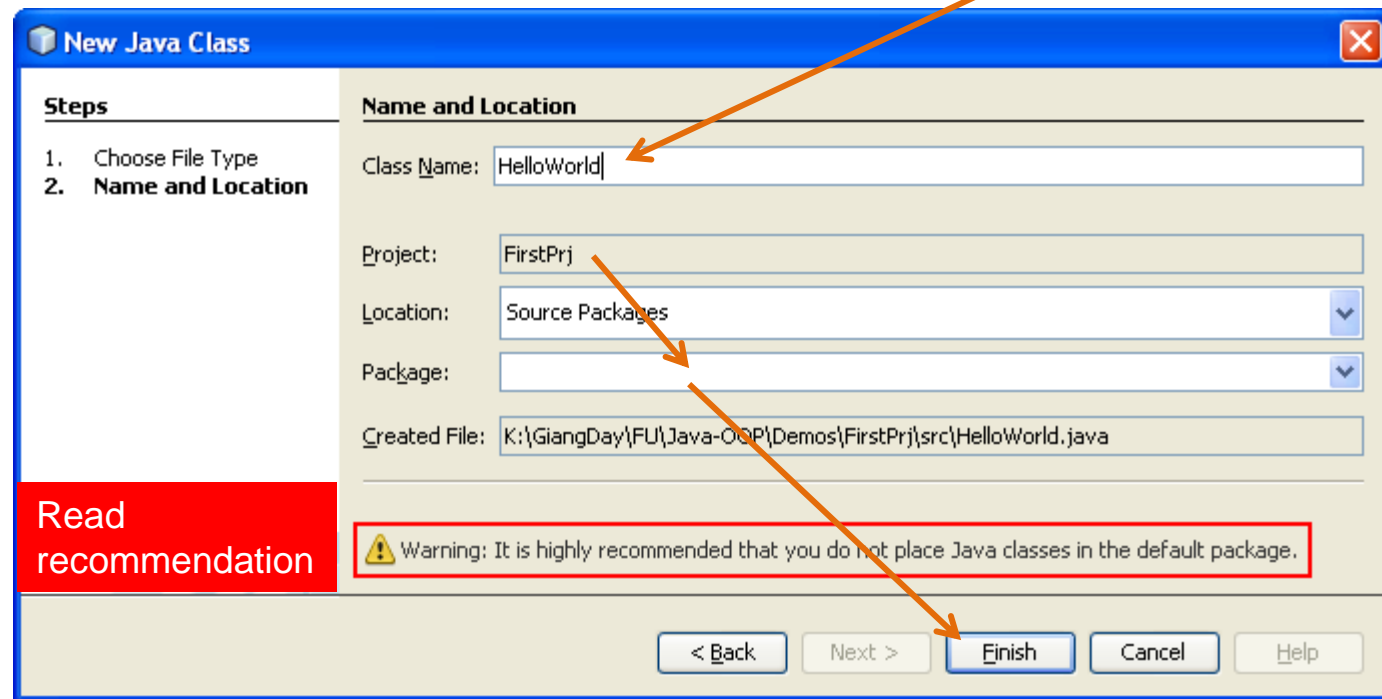 New Java Class
Steps
1. Choose File Type
2. Name and Location
Name and Location
Class Name: HelloWorld
Project: FirstPrj
Location: Source Packages
Package:
Created File: K:\GiangDay\FU\Java-OOP\Demos\FirstPrj\src\HelloWorld.java
Read
recommendation
Warning: It is highly recommended that you do not place Java classes in the default package.
< Back Next > Finish Cancel Help